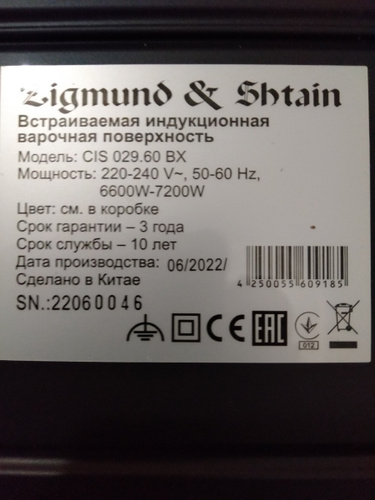 Zigmund & Shtain
Встраиваемая индукционная
варочная поверхность
Модель: CIS 029.60 BX
Мощность: 220-240 V~, 50-60 Hz,
6600W-7200W
Цвет: см. в коробке
Срок гарантии – 3 года
Срок службы – 10 лет
Дата производства: 06/2022/
Сделано в Китае
4 250055 609185
SN.:22060046
CE EAC
012